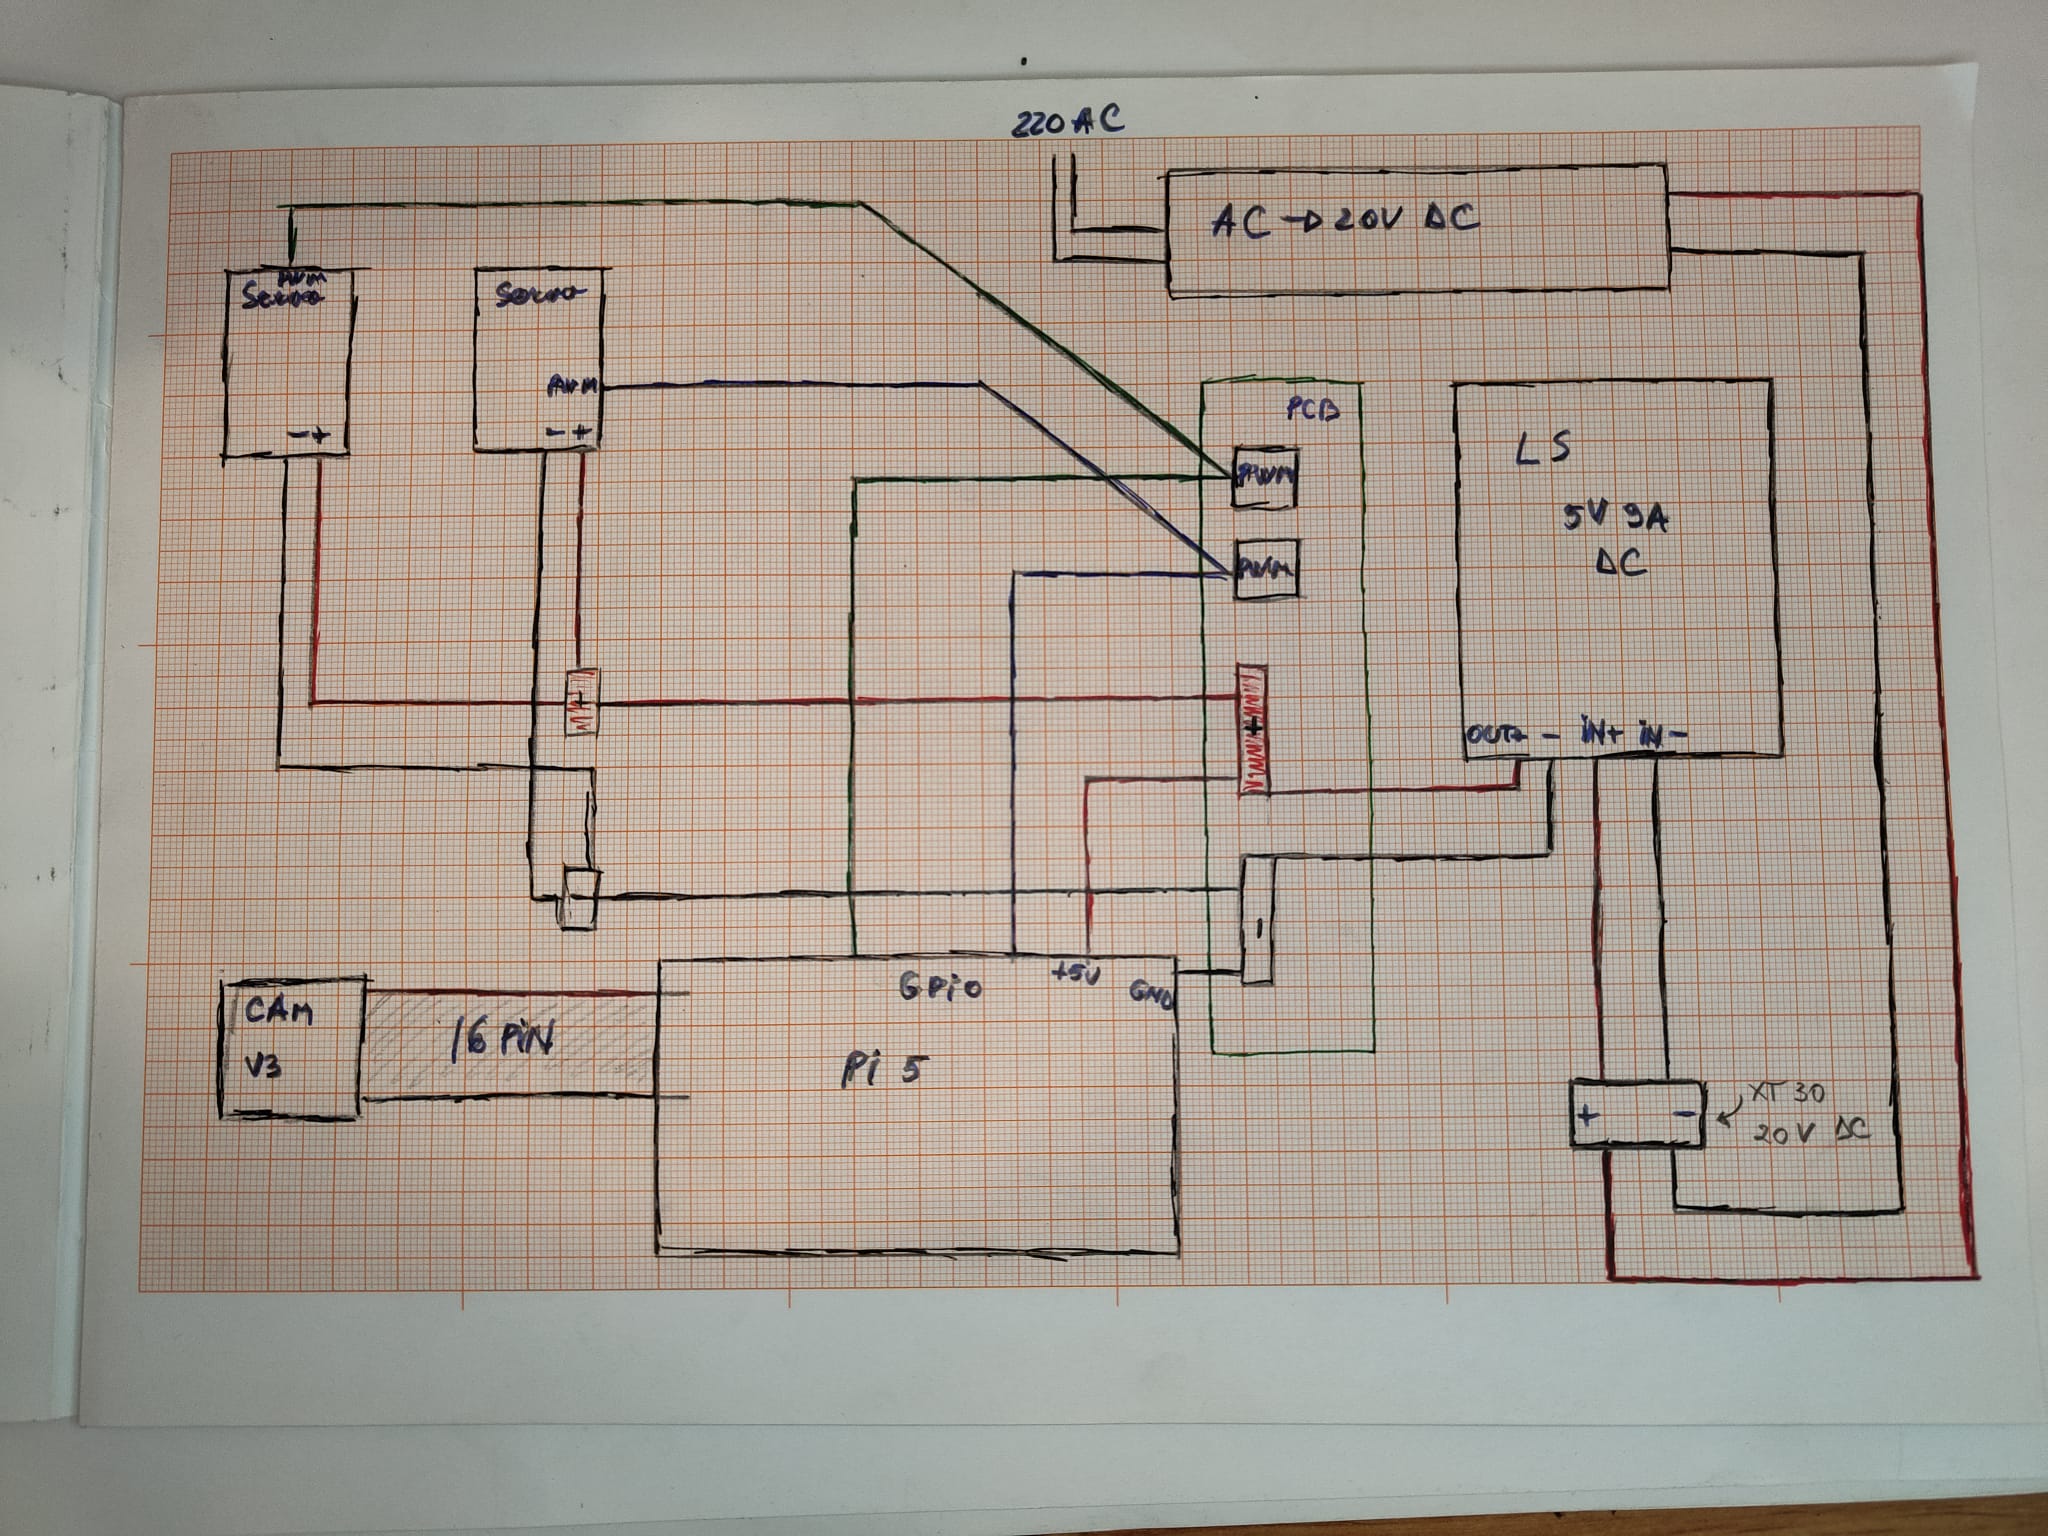 220 AC
AC → 20V DC
PWM
Servo
- +
Servo
PWM
- +
PCB
PWM
PWM
+
+
-
LS
5V 9A
DC
OUT+ - IN+ IN-
CAM
V3
16 PIN
GPiO
+5V
GND
Pi 5
+ -
XT 30
20V DC